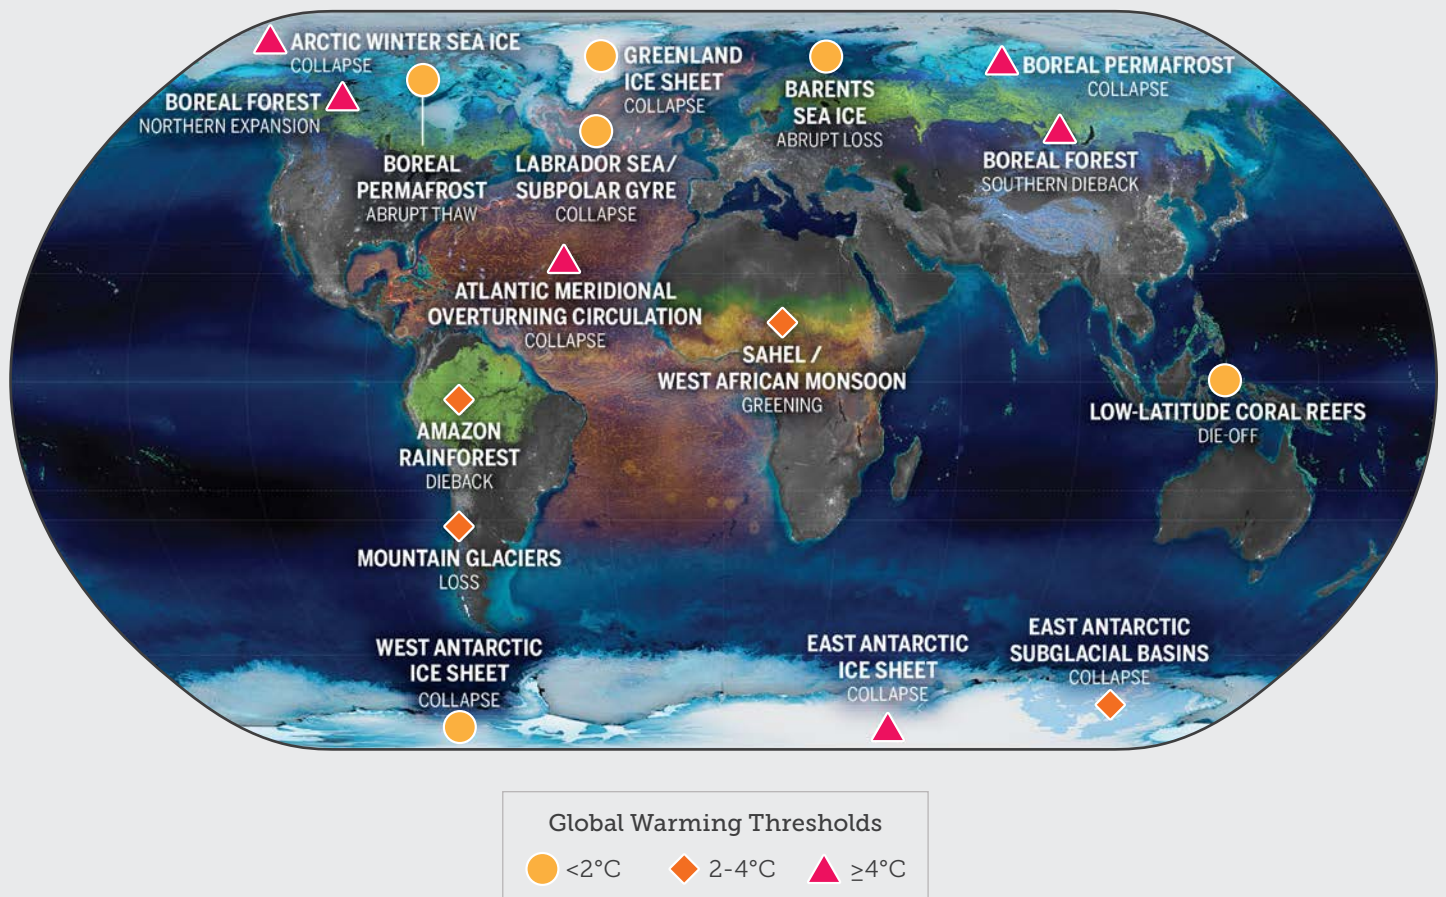 ARCTIC WINTER SEA ICE
COLLAPSE
GREENLAND
ICE SHEET
COLLAPSE
BARENTS
SEA ICE
ABRUPT LOSS
BOREAL PERMAFROST
COLLAPSE
BOREAL FOREST
NORTHERN EXPANSION
BOREAL
PERMAFROST
ABRUPT THAW
LABRADOR SEA/
SUBPOLAR GYRE
COLLAPSE
BOREAL FOREST
SOUTHERN DIEBACK
ATLANTIC MERIDIONAL
OVERTURNING CIRCULATION
COLLAPSE
SAHEL /
WEST AFRICAN MONSOON
GREENING
LOW-LATITUDE CORAL REEFS
DIE-OFF
AMAZON
RAINFOREST
DIEBACK
MOUNTAIN GLACIERS
LOSS
WEST ANTARCTIC
ICE SHEET
COLLAPSE
EAST ANTARCTIC
ICE SHEET
COLLAPSE
EAST ANTARCTIC
SUBGLACIAL BASINS
COLLAPSE
Global Warming Thresholds
<2°C 2-4°C ≥4°C